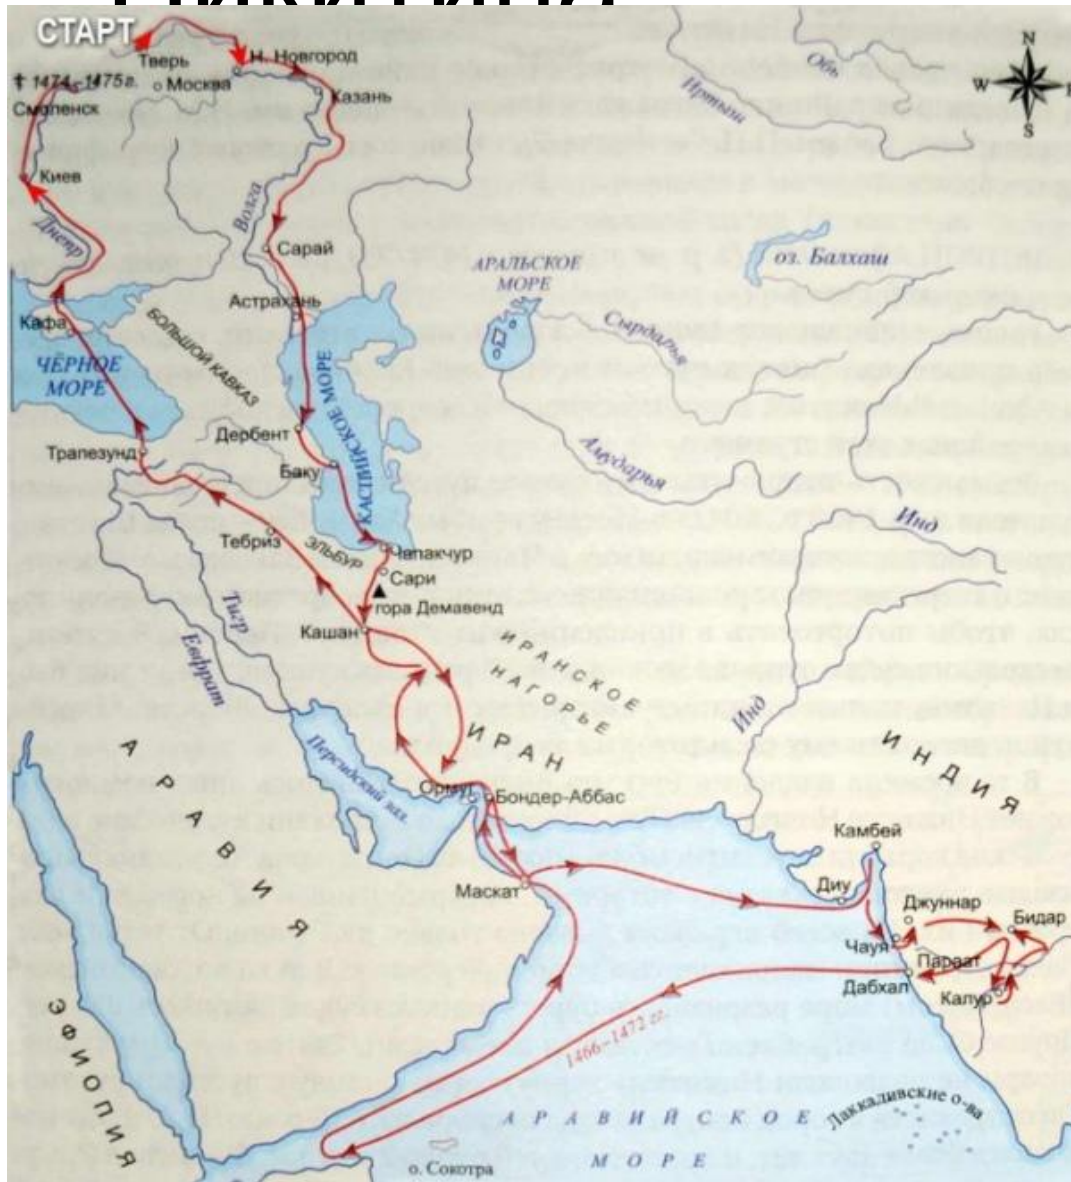 СТАРТ
Тверь
Н. Новгород
Москва
Казань
✝ 1474–1475г.
Смоленск
Киев
Днепр
Волга
Обь
Иртыш
N
W
S
Сарай
АРАЛЬСКОЕ
МОРЕ
оз. Балхаш
Астрахань
Кафа
БОЛЬШОЙ КАВКАЗ
Сырдарья
ЧЁРНОЕ
МОРЕ
КАСПИЙСКОЕ МОРЕ
Дербент
Трапезунд
Баку
Амударья
Инд
Тебриз
ЭЛЬБУР
Чапакчур
Сари
гора Демавенд
Кашан
Тигр
Евфрат
ИРАНСКОЕ
НАГОРЬЕ
ИРАН
Инд
ИНДИЯ
АРАВИЯ
Персидский зал.
Ормуз
Бондер-Аббас
Камбей
Маскат
Диу
Джуннар
Бидар
Чаул
Параат
Дабхал
Калур
ЭФИОПИЯ
1466–1472 гг.
АРАВИЙСКОЕ
МОРЕ
Лаккадивские о-ва
о. Сокотра